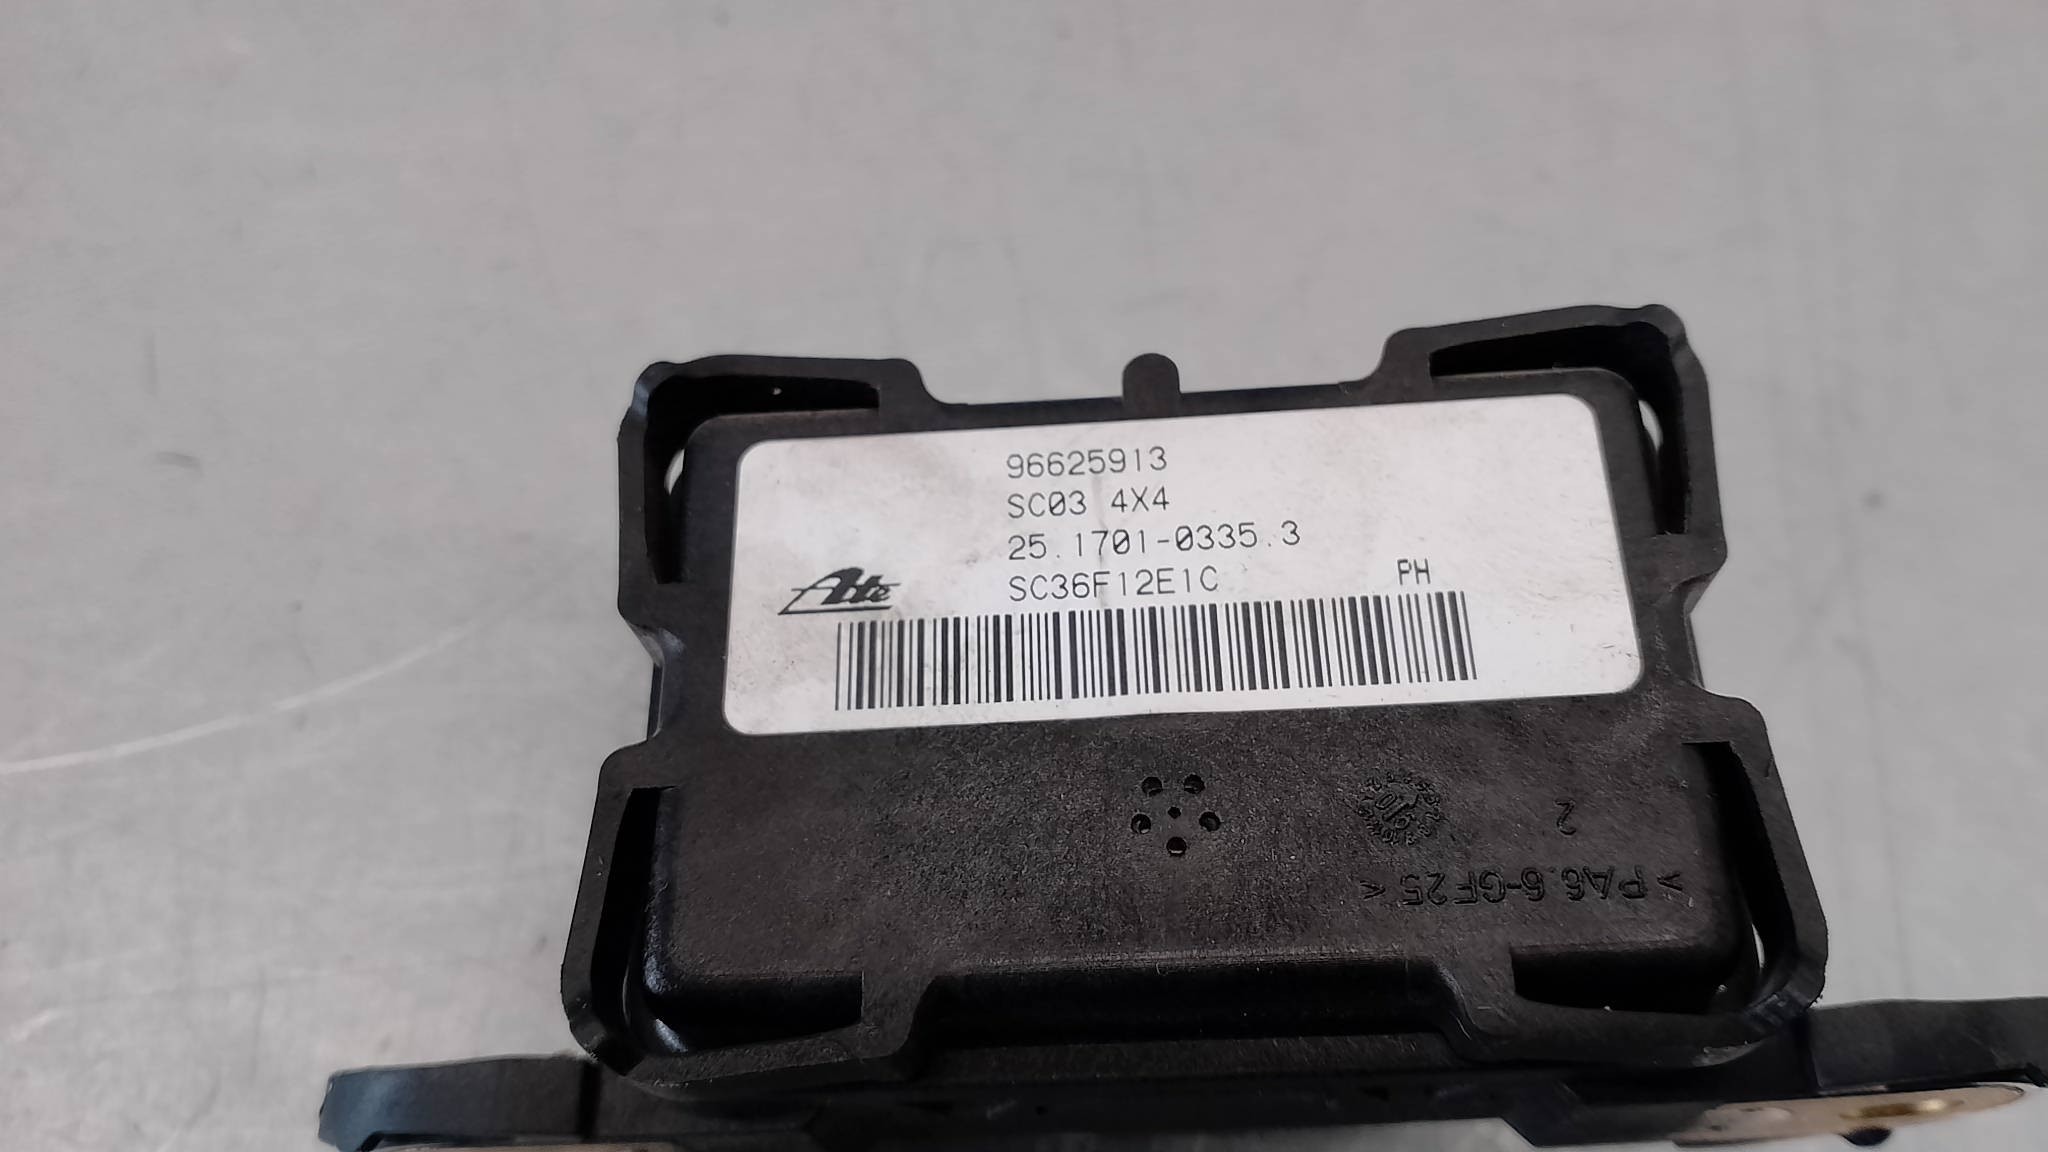 96625913
SC03 4X4
25.1701-0335.3
Ate
SC36F12E1C
PH
2
>PA6.6-GF25<